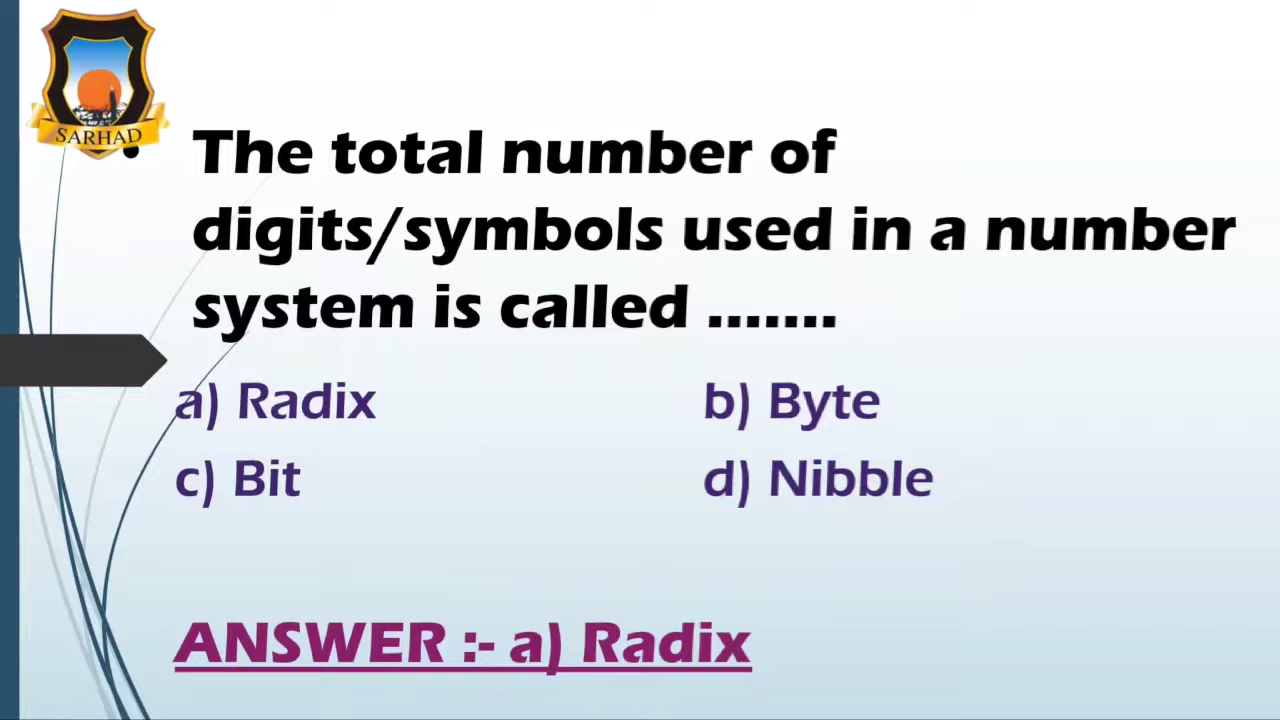 SARHAD
The total number of
digits/symbols used in a number
system is called .......
a) Radix b) Byte
c) Bit d) Nibble
ANSWER :- a) Radix